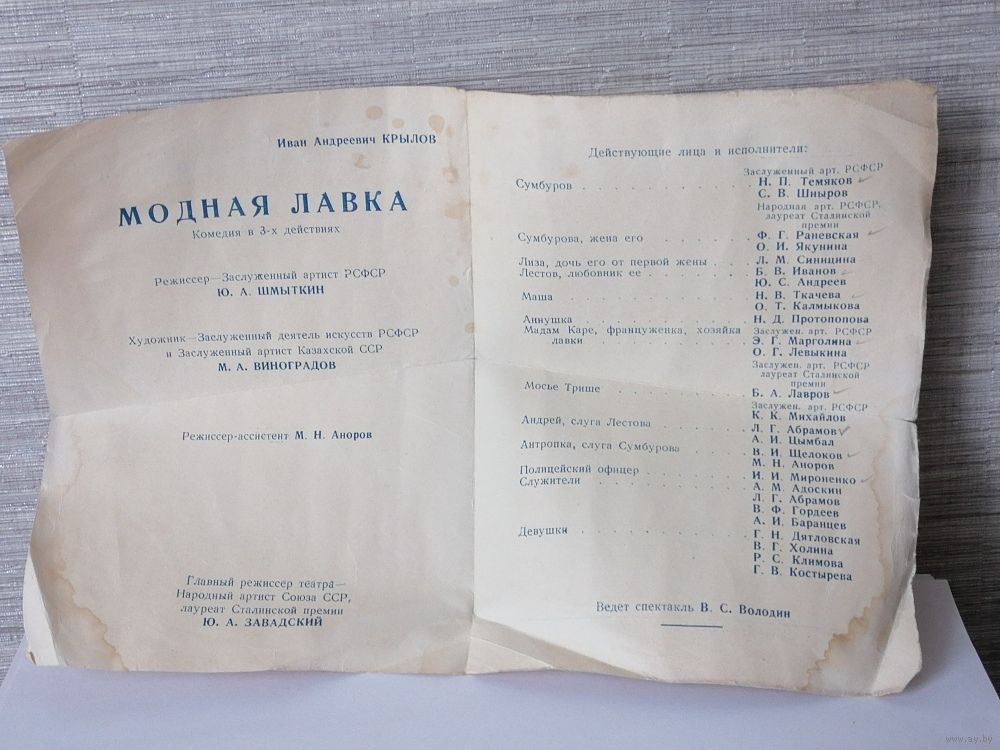 Иван Андреевич КРЫЛОВ
МОДНАЯ ЛАВКА
Комедия в 3-х действиях
Режиссер—Заслуженный артист РСФСР
Ю. А. ШМЫТКИН
Художник—Заслуженный деятель искусств РСФСР
и Заслуженный артист Казахской ССР
М. А. ВИНОГРАДОВ
Режиссер-ассистент М. Н. Аноров
Главный режиссер театра—
Народный артист Союза ССР,
лауреат Сталинской премии
Ю. А. ЗАВАДСКИЙ
Действующие лица и исполнители:
Заслуженный арт. РСФСР
Сумбуров . . . . . . . . . . Н. П. Темяков
С. В. Шныров
Народная арт. РСФСР,
лауреат Сталинской
премии
Сумбурова, жена его . . . . . Ф. Г. Раневская
О. И. Якунина
Лиза, дочь его от первой жены . . . Л. М. Синицина
Лестов, любовник ее . . . . . . Б. В. Иванов
Ю. С. Андреев
Маша . . . . . . . . . . Н. В. Ткачева
О. Т. Калмыкова
Аннушка . . . . . . . . . Н. Д. Протопопова
Мадам Каре, француженка, хозяйка Заслужен. арт. РСФСР
лавки . . . . . . . . . Э. Г. Марголина
О. Г. Левыкина
Заслужен. арт. РСФСР
лауреат Сталинской
премии
Мосье Трише . . . . . . . . Б. А. Лавров
Заслужен. арт. РСФСР
К. К. Михайлов
Андрей, слуга Лестова . . . . . Л. Г. Абрамов
А. И. Цымбал
Антропка, слуга Сумбурова . . . . В. И. Щелоков
М. Н. Аноров
Полицейский офицер . . . . . . И. И. Мироненко
Служители . . . . . . . . А. М. Адоскин
Л. Г. Абрамов
В. Ф. Гордеев
А. И. Баранцев
Девушки . . . . . . . . . Г. Н. Дятловская
В. Г. Холина
Р. С. Климова
Г. В. Костырева
Ведет спектакль В. С. Володин
www.ay.by